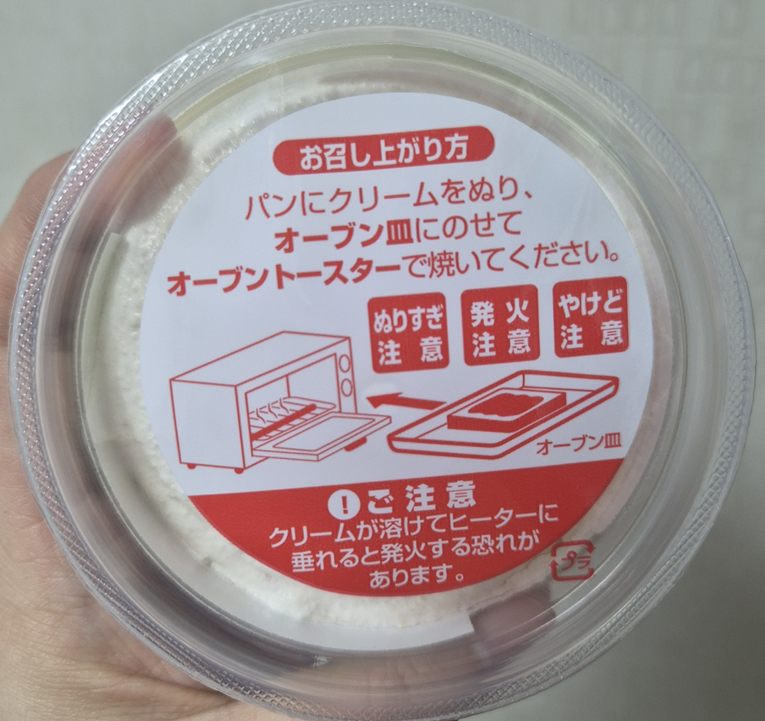 お召し上がり方
パンにクリームをぬり、
オーブン皿にのせて
オーブントースターで焼いてください。
ぬりすぎ
注意
発火
注意
やけど
注意
オーブン皿
！ご注意
クリームが溶けてヒーターに
垂れると発火する恐れが
あります。
プラ